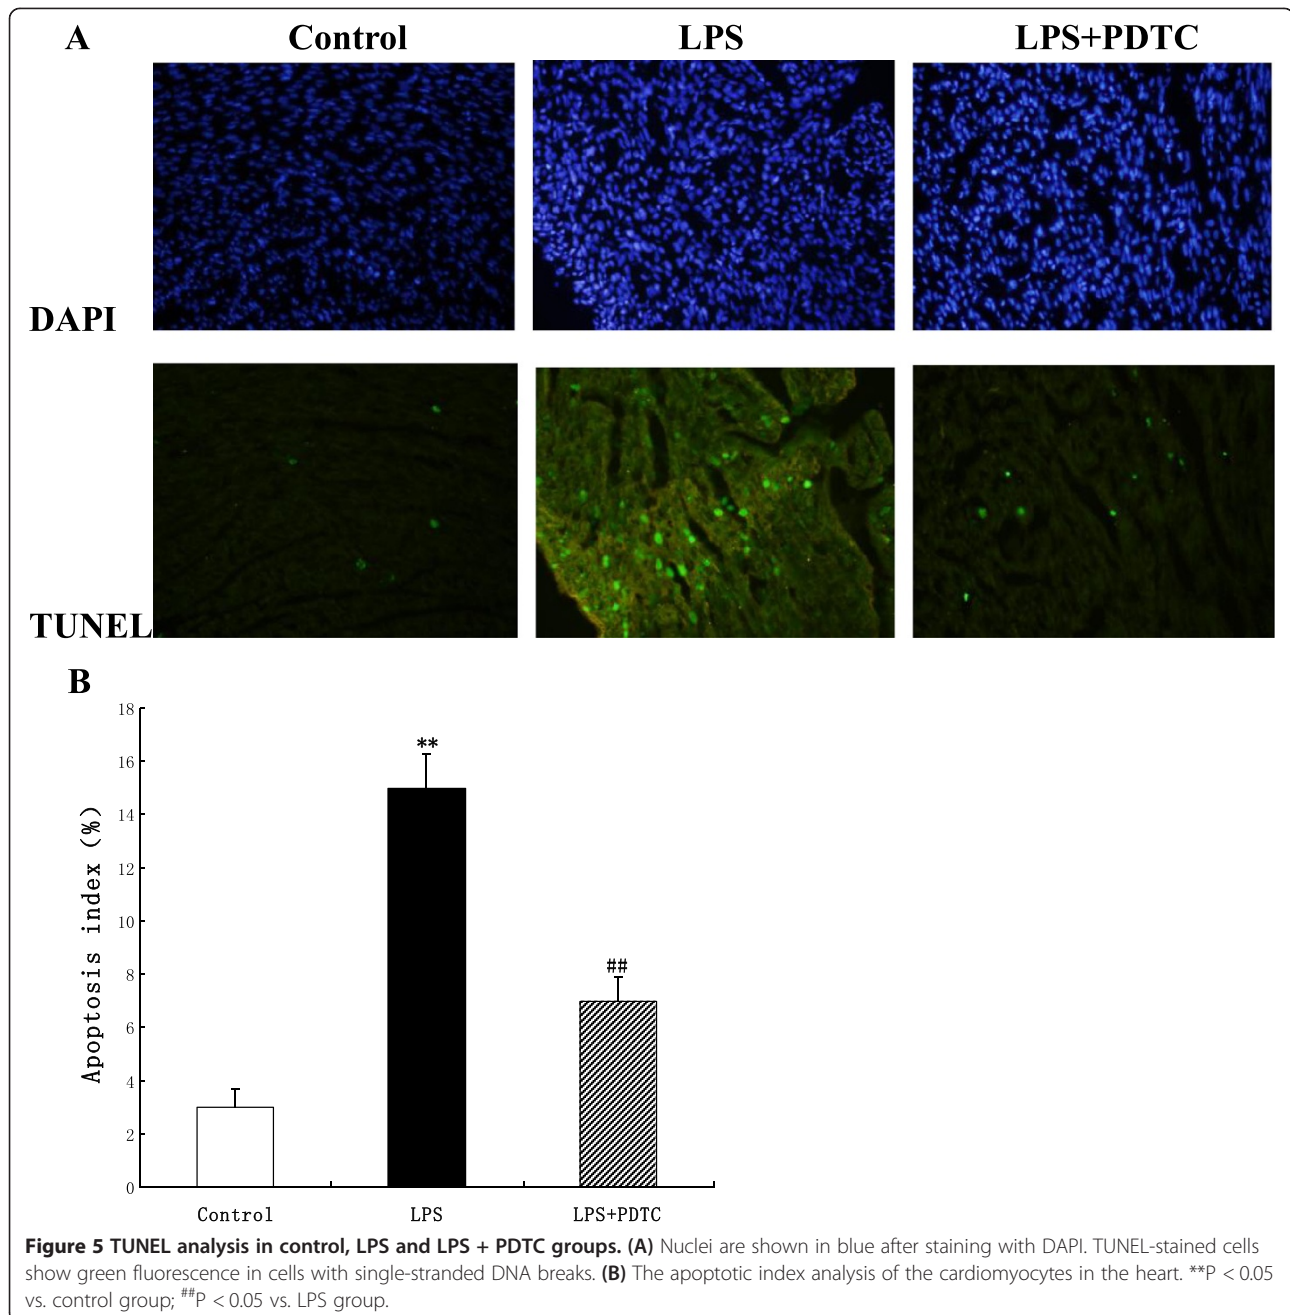 A
Control
LPS
LPS+PDTC
DAPI
TUNEL
B
18
16
14
12
10
8
6
4
2
0
Apoptosis index (%)
**
##
Control
LPS
LPS+PDTC
Figure 5 TUNEL analysis in control, LPS and LPS + PDTC groups. (A) Nuclei are shown in blue after staining with DAPI. TUNEL-stained cells
show green fluorescence in cells with single-stranded DNA breaks. (B) The apoptotic index analysis of the cardiomyocytes in the heart. **P < 0.05
vs. control group; ##P < 0.05 vs. LPS group.